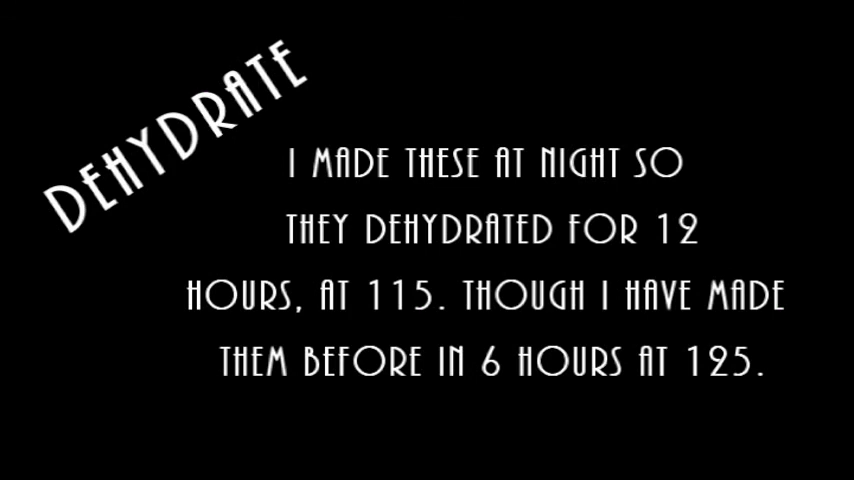 DEHYDRATE
I MADE THESE AT NIGHT SO
THEY DEHYDRATED FOR 12
HOURS, AT 115. THOUGH I HAVE MADE
THEM BEFORE IN 6 HOURS AT 125.